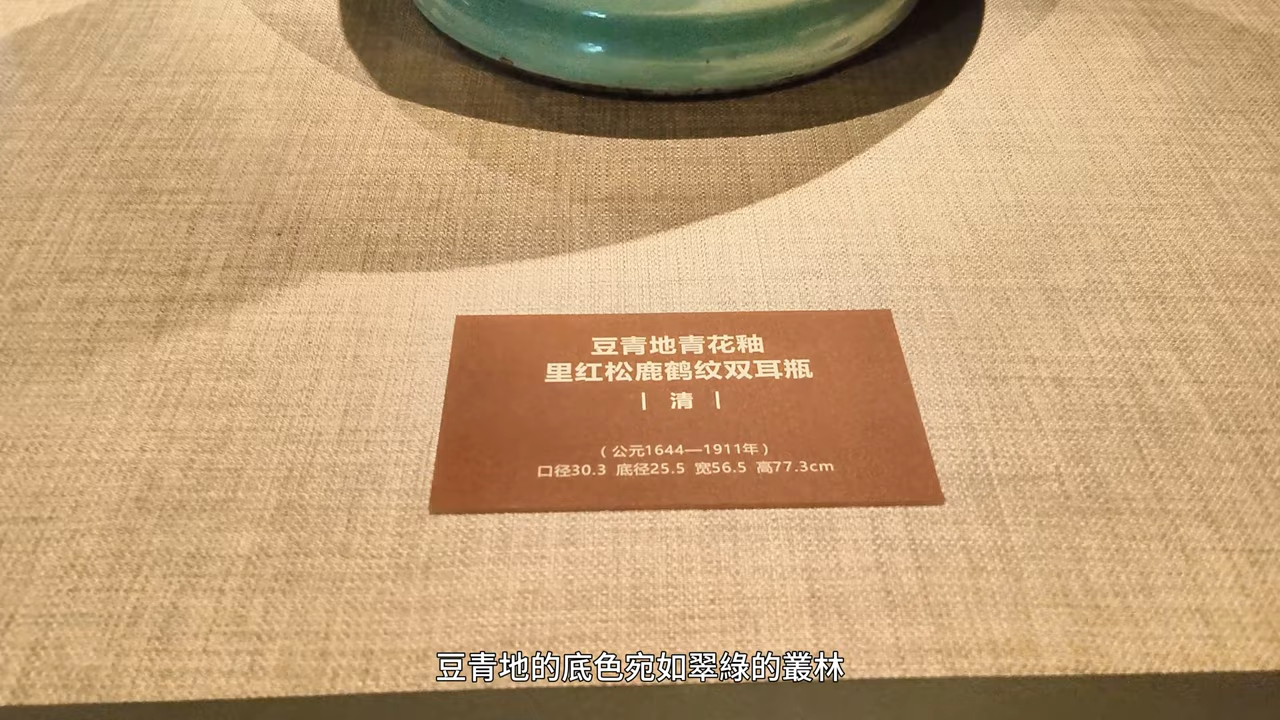 豆青地青花釉
里红松鹿鹤纹双耳瓶
| 清 |
(公元1644—1911年)
口径30.3 底径25.5 宽56.5 高77.3cm
豆青地的底色宛如翠綠的叢林